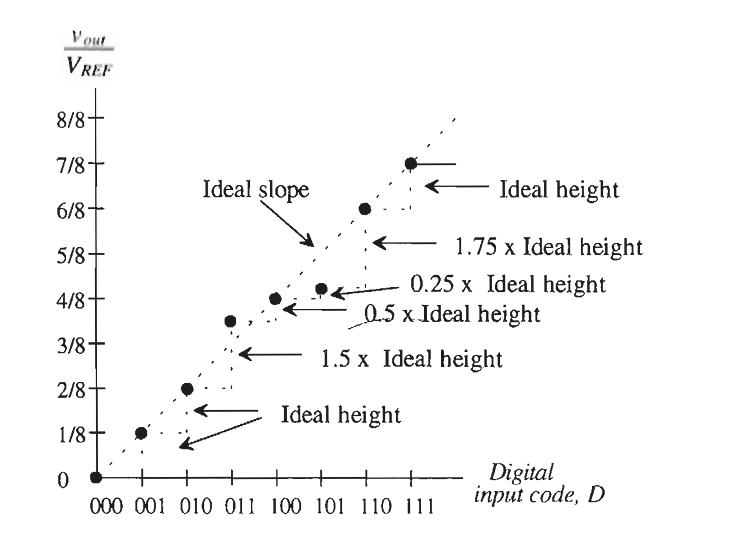 v out
V REF
8/8
7/8
Ideal slope
Ideal height
6/8
1.75 x Ideal height
5/8
0.25 x Ideal height
4/8
0.5 x Ideal height
3/8
1.5 x Ideal height
2/8
Ideal height
1/8
0
Digital
input code, D
000 001 010 011 100 101 110 111